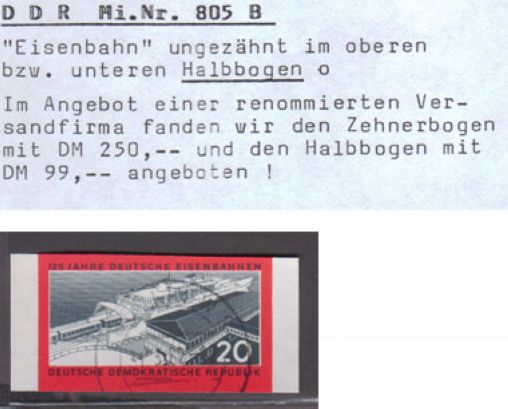 D D R  Mi.Nr. 805 B
"Eisenbahn" ungezähnt im oberen
bzw. unteren Halbbogen o
Im Angebot einer renommierten Ver-
sandfirma fanden wir den Zehnerbogen
mit DM 250,-- und den Halbbogen mit
DM 99,-- angeboten !
125 JAHRE DEUTSCHE EISENBAHNEN
20
DEUTSCHE DEMOKRATISCHE REPUBLIK